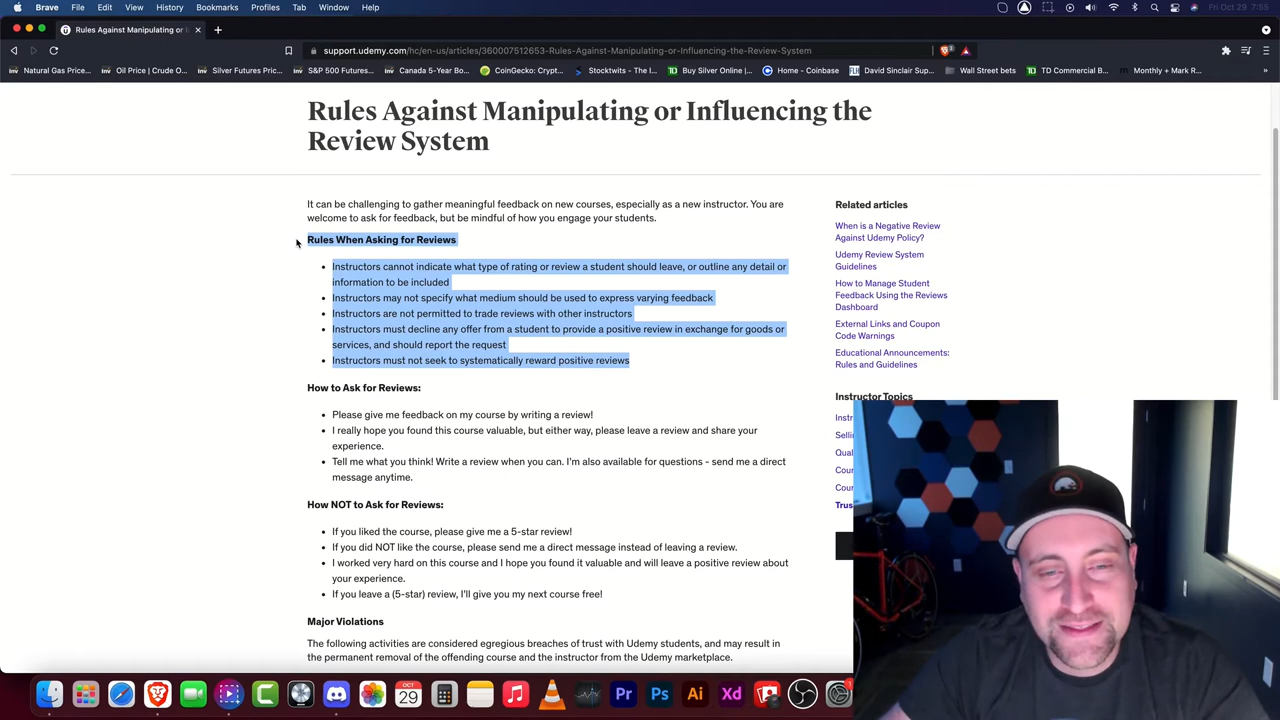 Brave File Edit View History Bookmarks Profiles Tab Window Help Fri Oct 29 7:55
Rules Against Manipulating or I
support.udemy.com/hc/en-us/articles/360007512653-Rules-Against-Manipulating-or-Influencing-the-Review-System
Natural Gas Price... Oil Price | Crude O... Silver Futures Pric... S&P 500 Futures... Canada 5-Year Bo... CoinGecko: Crypt... Stocktwits - The l... Buy Silver Online |... Home - Coinbase David Sinclair Sup... Wall Street bets TD Commercial B... Monthly + Mark R...
Rules Against Manipulating or Influencing the
Review System
It can be challenging to gather meaningful feedback on new courses, especially as a new instructor. You are
welcome to ask for feedback, but be mindful of how you engage your students.
Rules When Asking for Reviews
• Instructors cannot indicate what type of rating or review a student should leave, or outline any detail or
information to be included
• Instructors may not specify what medium should be used to express varying feedback
• Instructors are not permitted to trade reviews with other instructors
• Instructors must decline any offer from a student to provide a positive review in exchange for goods or
services, and should report the request
• Instructors must not seek to systematically reward positive reviews
How to Ask for Reviews:
• Please give me feedback on my course by writing a review!
• I really hope you found this course valuable, but either way, please leave a review and share your
experience.
• Tell me what you think! Write a review when you can. I'm also available for questions - send me a direct
message anytime.
How NOT to Ask for Reviews:
• If you liked the course, please give me a 5-star review!
• If you did NOT like the course, please send me a direct message instead of leaving a review.
• I worked very hard on this course and I hope you found it valuable and will leave a positive review about
your experience.
• If you leave a (5-star) review, I'll give you my next course free!
Major Violations
The following activities are considered egregious breaches of trust with Udemy students, and may result in
the permanent removal of the offending course and the instructor from the Udemy marketplace.
Related articles
When is a Negative Review
Against Udemy Policy?
Udemy Review System
Guidelines
How to Manage Student
Feedback Using the Reviews
Dashboard
External Links and Coupon
Code Warnings
Educational Announcements:
Rules and Guidelines
Instructor Topics
Instr
Selli
Qual
Cour
Cour
Trus
OCT
29
Pr Ps Ai Xd